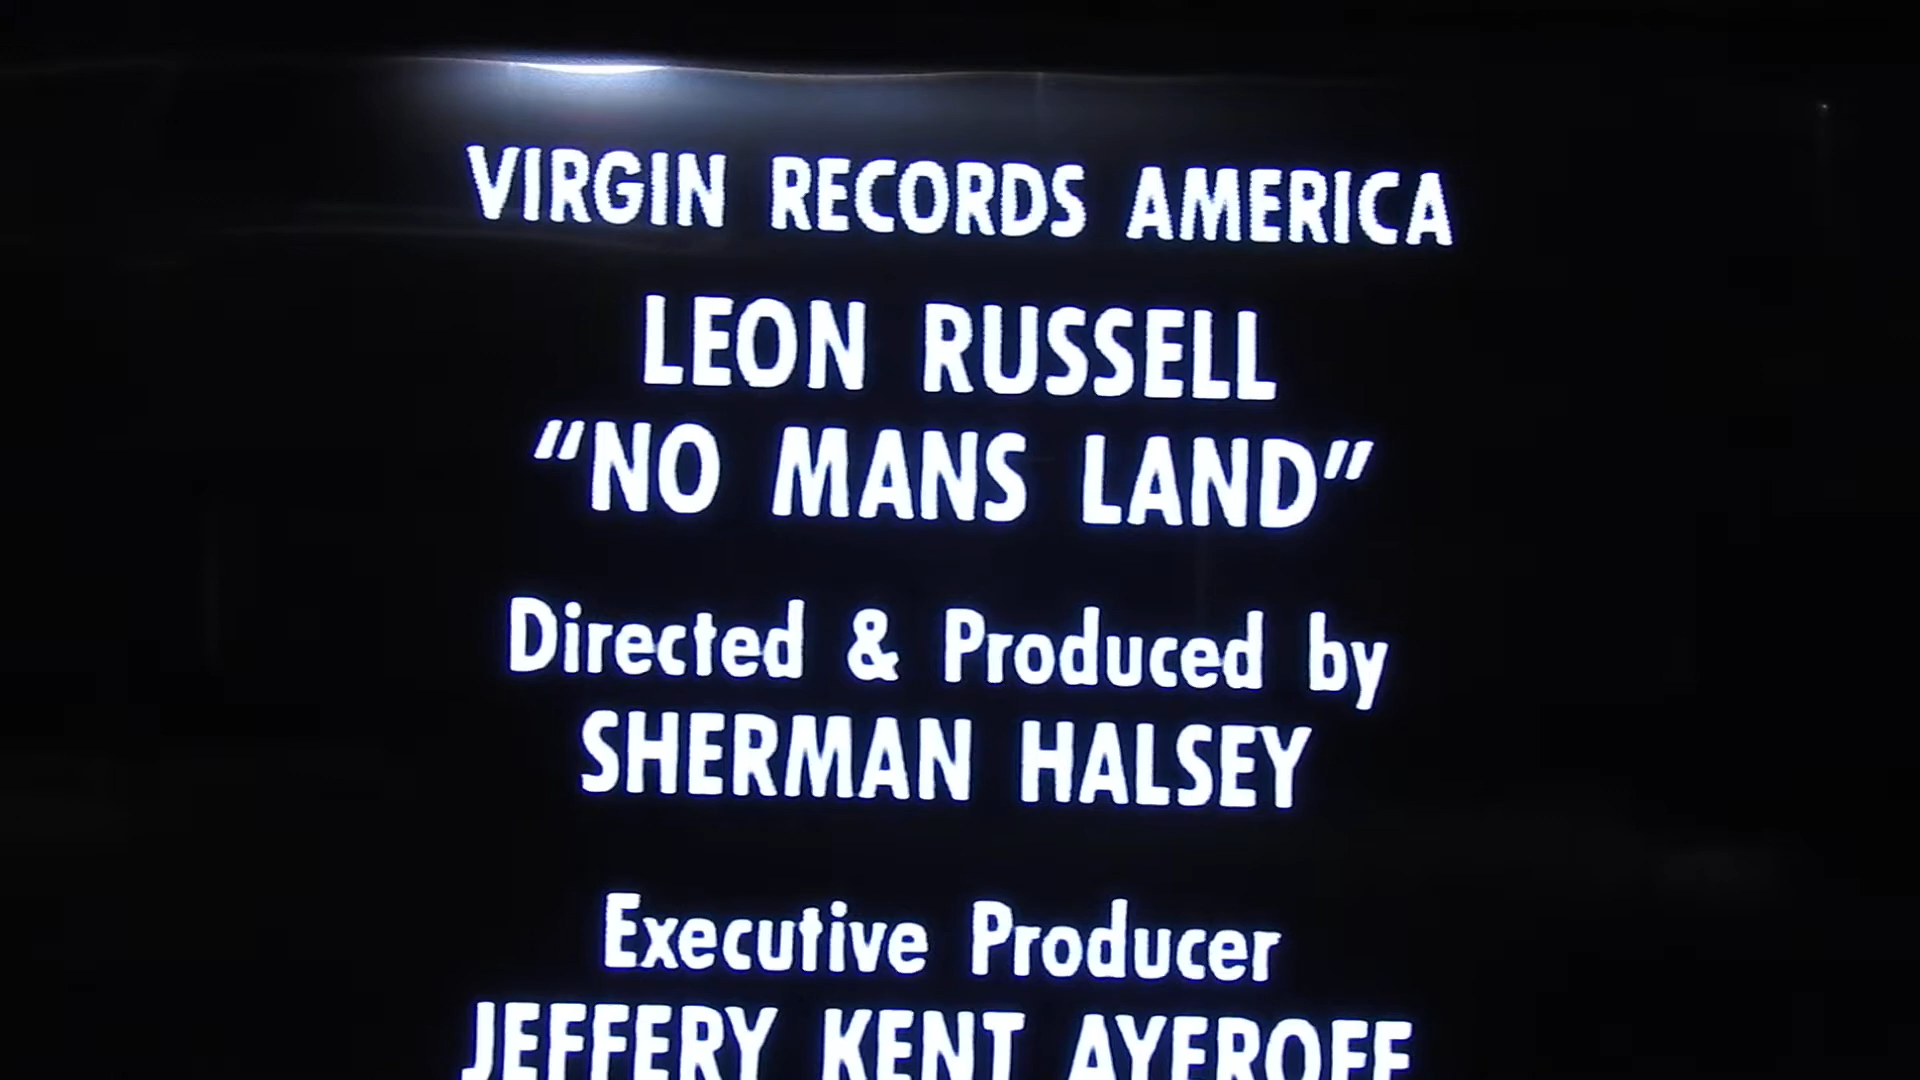 VIRGIN RECORDS AMERICA
LEON RUSSELL
"NO MANS LAND"
Directed & Produced by
SHERMAN HALSEY
Executive Producer
JEFFERY KENT AYEROFF